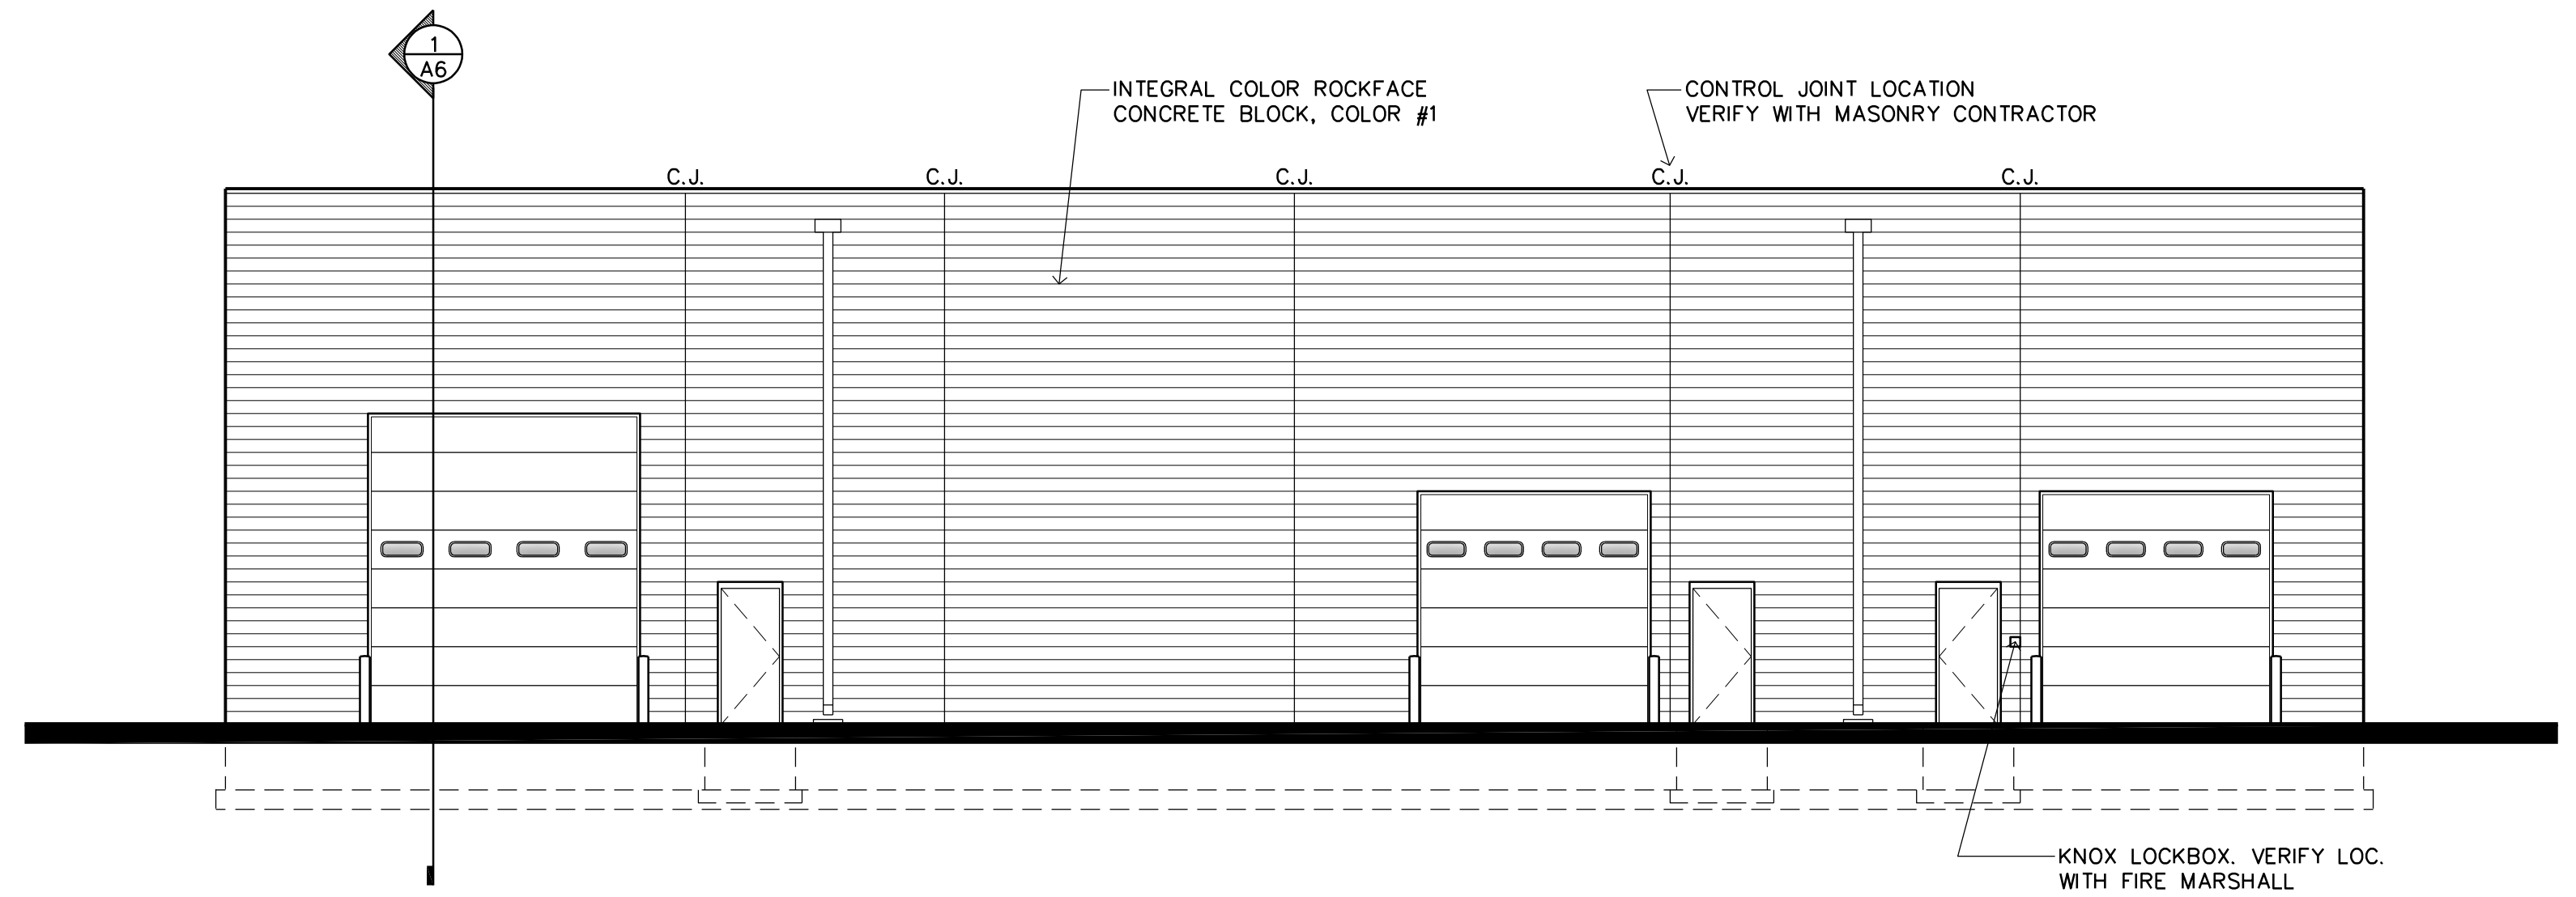 1
A6
INTEGRAL COLOR ROCKFACE
CONCRETE BLOCK, COLOR #1
CONTROL JOINT LOCATION
VERIFY WITH MASONRY CONTRACTOR
C.J.
C.J.
C.J.
C.J.
C.J.
KNOX LOCKBOX. VERIFY LOC.
WITH FIRE MARSHALL